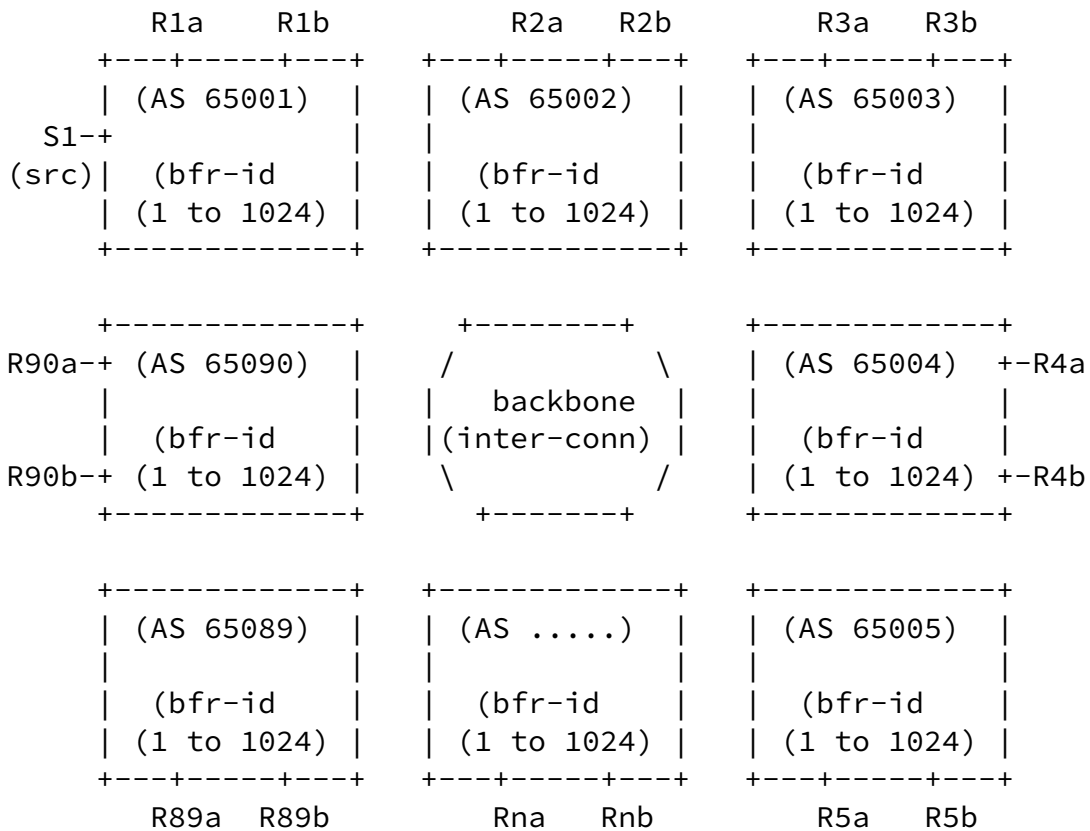 R1a R1b R2a R2b R3a R3b
+---+-----+---+ +---+-----+---+ +---+-----+---+
| (AS 65001) | | (AS 65002) | | (AS 65003) |
S1-+ | | | | |
(src)| (bfr-id | | (bfr-id | | (bfr-id |
| (1 to 1024) | | (1 to 1024) | | (1 to 1024) |
+-------------+ +-------------+ +-------------+
+-------------+ +--------+ +-------------+
R90a-+ (AS 65090) | / \ | (AS 65004) +-R4a
| | | backbone | | |
| (bfr-id | |(inter-conn) | | (bfr-id |
R90b-+ (1 to 1024) | \ / | (1 to 1024) +-R4b
+-------------+ +-------+ +-------------+
+-------------+ +-------------+ +-------------+
| (AS 65089) | | (AS .....) | | (AS 65005) |
| | | | | |
| (bfr-id | | (bfr-id | | (bfr-id |
| (1 to 1024) | | (1 to 1024) | | (1 to 1024) |
+---+-----+---+ +---+-----+---+ +---+-----+---+
R89a R89b Rna Rnb R5a R5b